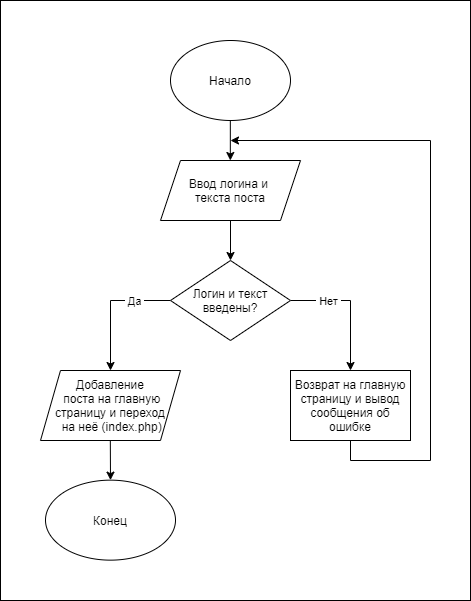 Начало
Ввод логина и
текста поста
Логин и текст
введены?
Да
Нет
Добавление
поста на главную
страницу и переход
на неё (index.php)
Возврат на главную
страницу и вывод
сообщения об
ошибке
Конец